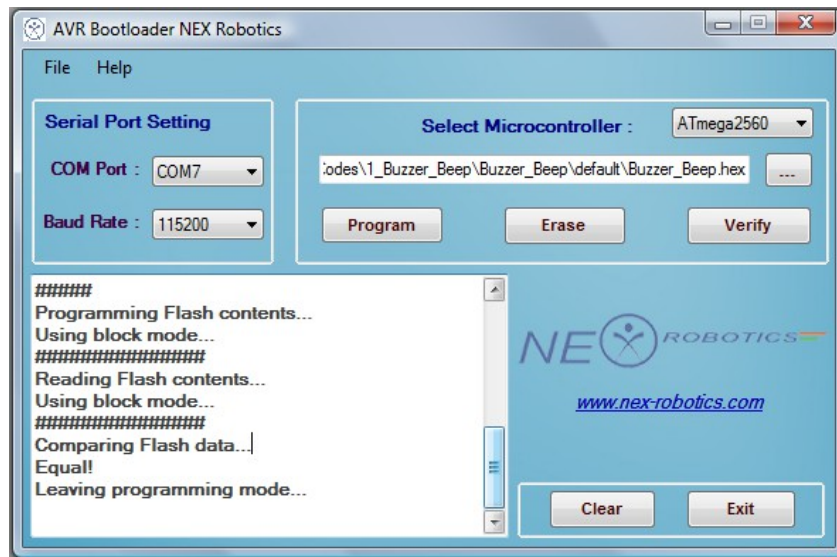 AVR Bootloader NEX Robotics
File Help
Serial Port Setting
COM Port : COM7
Baud Rate : 115200
Select Microcontroller : ATmega2560
:odes\1_Buzzer_Beep\Buzzer_Beep\default\Buzzer_Beep.hex ...
Program Erase Verify
#####
Programming Flash contents...
Using block mode...
##################
Reading Flash contents...
Using block mode...
##################
Comparing Flash data...
Equal!
Leaving programming mode...
NEX ROBOTICS
www.nex-robotics.com
Clear Exit